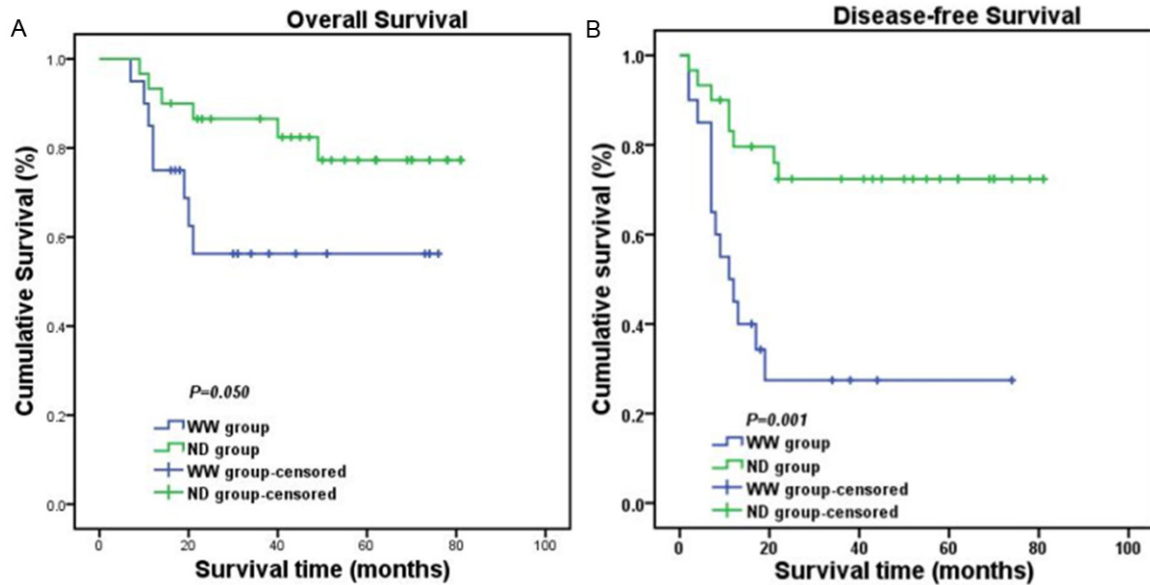 A
Overall Survival
Cumulative Survival (%)
1.0
0.8
0.6
0.4
0.2
0.0
P=0.050
WW group
ND group
WW group-censored
ND group-censored
0 20 40 60 80 100
Survival time (months)
B
Disease-free Survival
Cumulative survival (%)
1.0
0.8
0.6
0.4
0.2
0.0
P=0.001
WW group
ND group
WW group-censored
ND group-censored
0 20 40 60 80 100
Survival time (months)